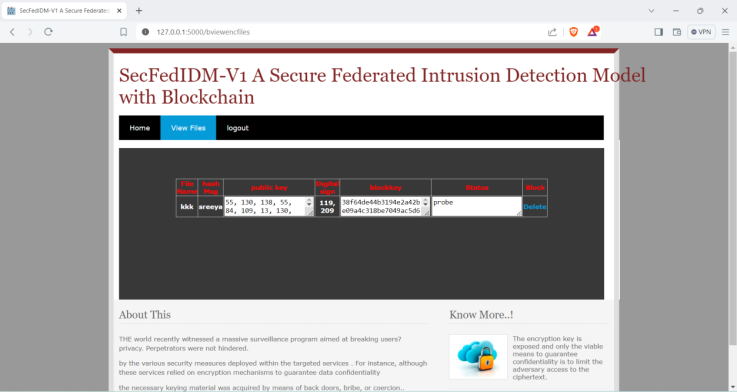 SecFedIDM-V1 A Secure Federated
127.0.0.1:5000/bviewencfiles
VPN
SecFedIDM-V1 A Secure Federated Intrusion Detection Model
with Blockchain
Home View Files logout
File Name hash Msg public key Digital sign blockkey Status Block
kkk sreeya 55, 130, 138, 55, 119, 38f64de44b3194e2a42b probe Delete
84, 109, 13, 130, 209 e09a4c318be7049ac5d6
About This
THE world recently witnessed a massive surveillance program aimed at breaking users?
privacy. Perpetrators were not hindered.
by the various security measures deployed within the targeted services . For instance, although
these services relied on encryption mechanisms to guarantee data confidentiality
the necessary keying material was acquired by means of back doors, bribe, or coercion..
Know More..!
The encryption key is
exposed and only the viable
means to guarantee
confidentiality is to limit the
adversary access to the
ciphertext.